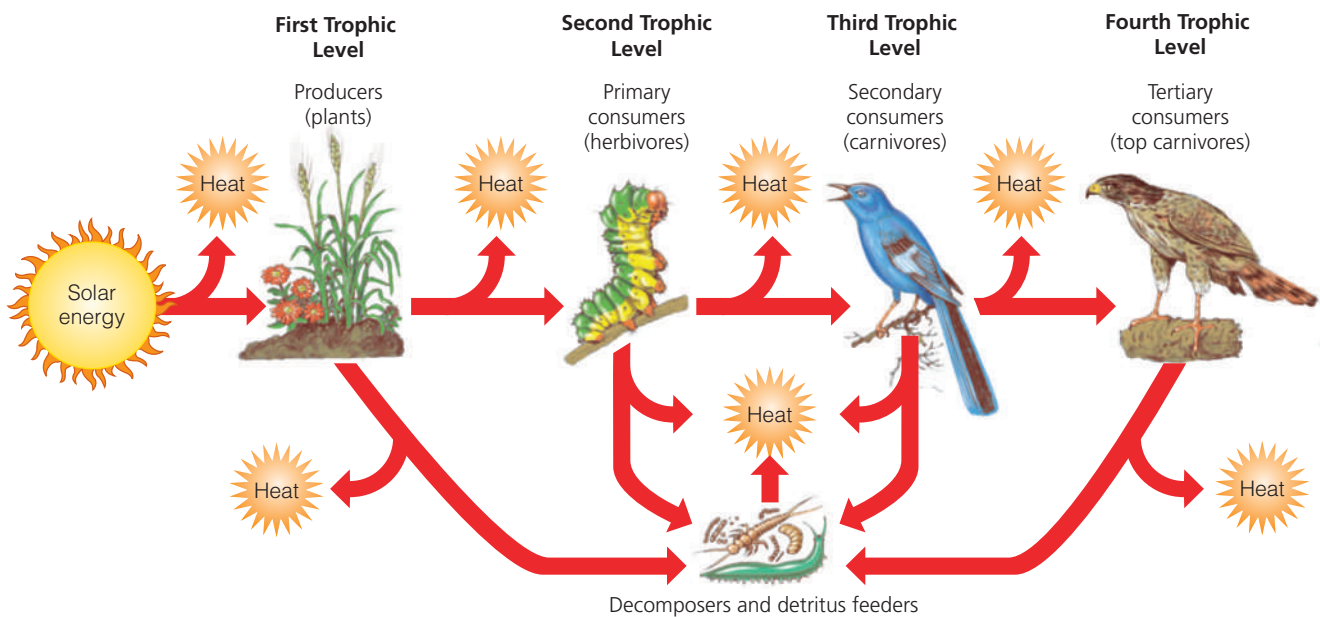 First Trophic
Level
Second Trophic
Level
Third Trophic
Level
Fourth Trophic
Level
Producers
(plants)
Primary
consumers
(herbivores)
Secondary
consumers
(carnivores)
Tertiary
consumers
(top carnivores)
Heat
Heat
Heat
Heat
Solar
energy
Heat
Heat
Heat
Decomposers and detritus feeders